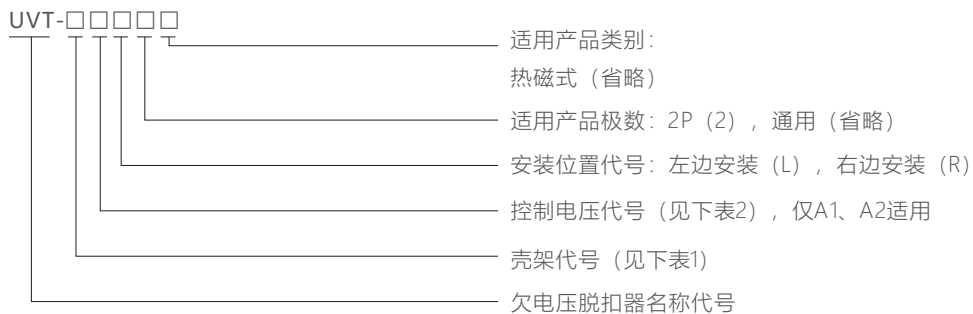 UVT-□□□□□
适用产品类别：
热磁式（省略）
适用产品极数：2P（2），通用（省略）
安装位置代号：左边安装（L），右边安装（R）
控制电压代号（见下表2），仅A1、A2适用
壳架代号（见下表1）
欠电压脱扣器名称代号